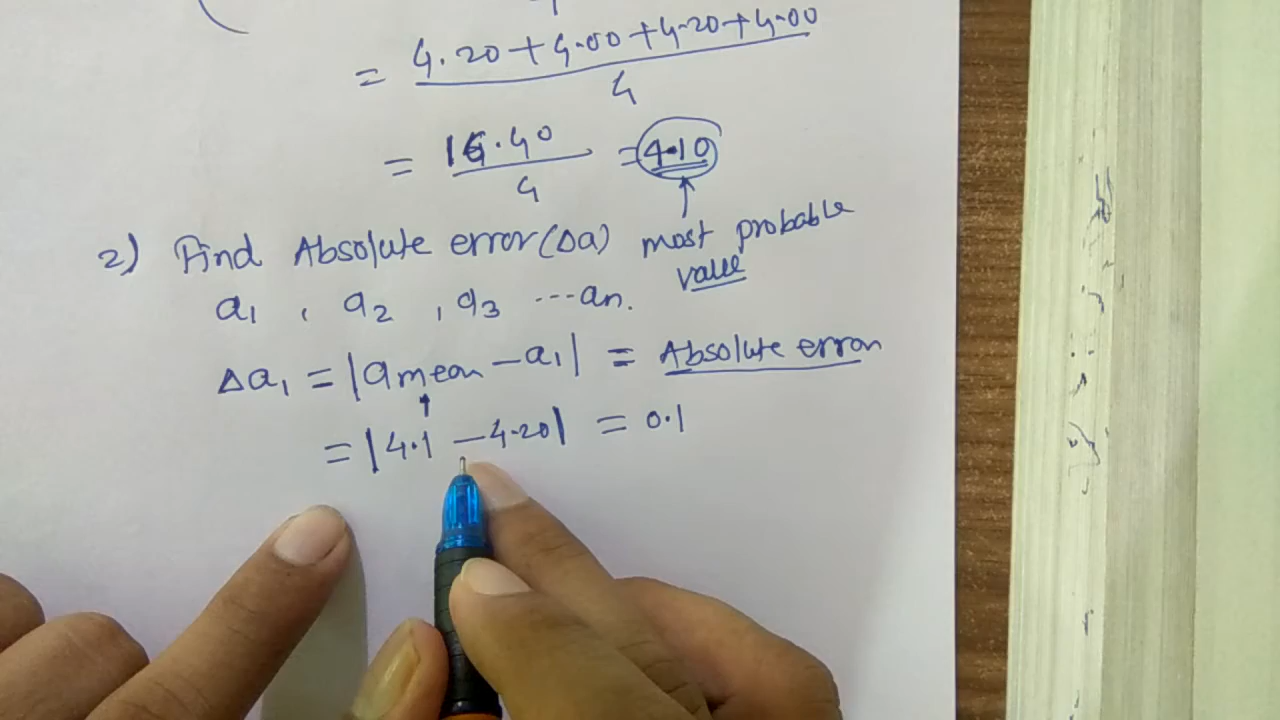 = 4.20+4.00+4.20+4.00
4
= 16.40 = 4.10
4
2) Find Absolute error (Δa) most probable
value
a1 , a2 , a3 ...an.
Δa1 = |amean - a1| = Absolute error
= |4.1 - 4.20| = 0.1